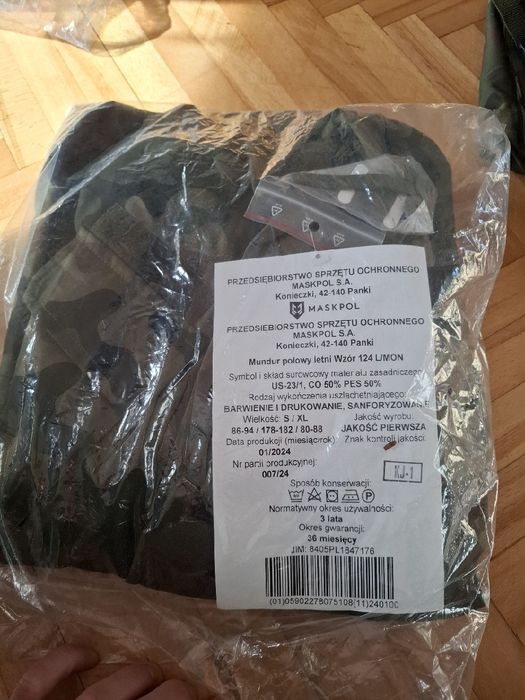 PRZEDSIĘBIORSTWO SPRZĘTU OCHRONNEGO
MASKPOL S.A.
Konieczki, 42-140 Panki
MASKPOL
PRZEDSIĘBIORSTWO SPRZĘTU OCHRONNEGO
MASKPOL S.A.
Konieczki, 42-140 Panki
Mundur polowy letni Wzór 124 L/MON
Symbol i skład surowcowy materiału zasadniczego:
US-23/1, CO 50% PES 50%
Rodzaj wykończenia uszlachetniającego:
BARWIENIE I DRUKOWANIE, SANFORYZOWANIE
Wielkość: S / XL Jakość wyrobu:
86-94 / 178-182 / 80-88 JAKOŚĆ PIERWSZA
Data produkcji (miesiąc/rok): Znak kontroli jakości:
01/2024
Nr partii produkcyjnej: KJ-1
007/24
Sposób konserwacji:
Normatywny okres używalności:
3 lata
Okres gwarancji:
36 miesięcy
JIM: 8405PL1847176
(01)05902278075108(11)240100